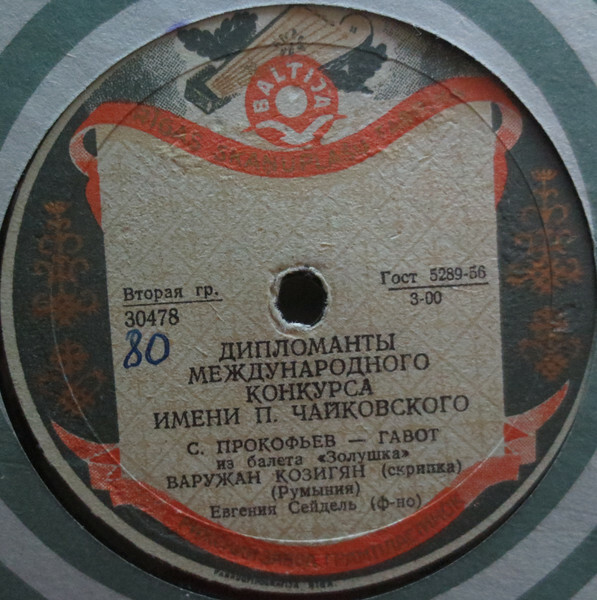 BALTIJA
Вторая гр.
30478
Гост 5289-56
3-00
80
ДИПЛОМАНТЫ
МЕЖДУНАРОДНОГО
КОНКУРСА
ИМЕНИ П. ЧАЙКОВСКОГО
С. ПРОКОФЬЕВ — ГАВОТ
из балета «Золушка»
ВАРУЖАН КОЗИГЯН (скрипка)
(Румыния)
Евгения Сейдель (ф-но)